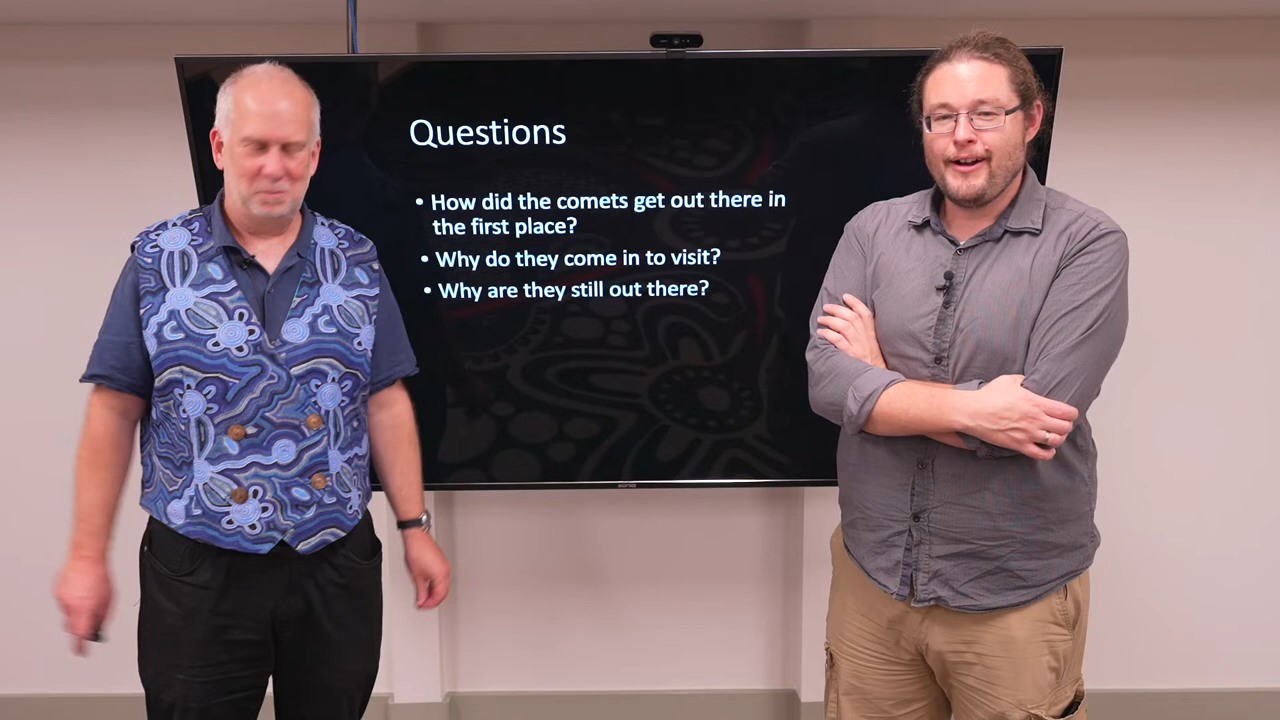 Questions
• How did the comets get out there in
the first place?
• Why do they come in to visit?
• Why are they still out there?